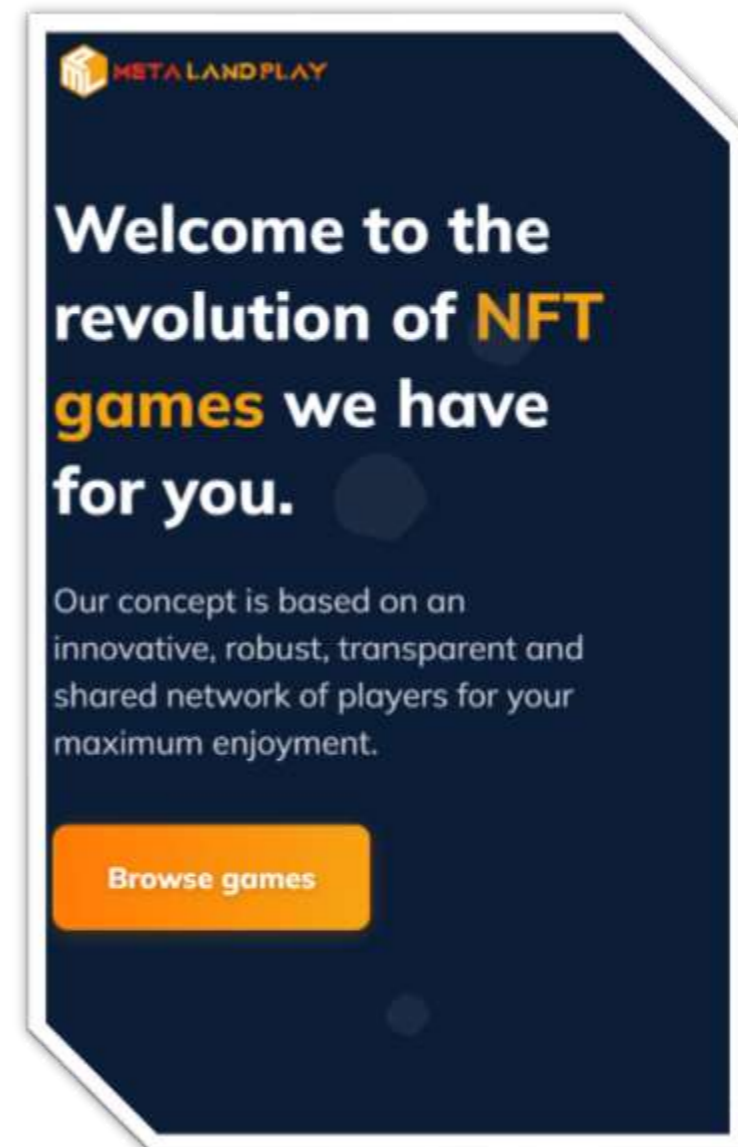 METALANDPLAY
Welcome to the
revolution of NFT
games we have
for you.
Our concept is based on an
innovative, robust, transparent and
shared network of players for your
maximum enjoyment.
Browse games